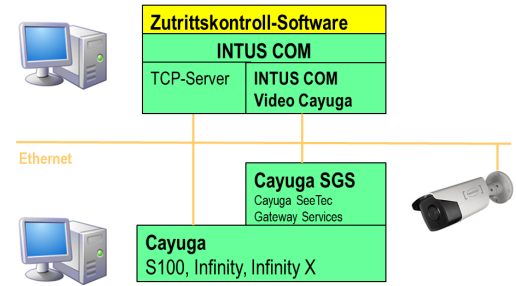 Zutrittskontroll-Software
INTUS COM
TCP-Server
INTUS COM
Video Cayuga
Ethernet
Cayuga SGS
Cayuga SeeTec
Gateway Services
Cayuga
S100, Infinity, Infinity X